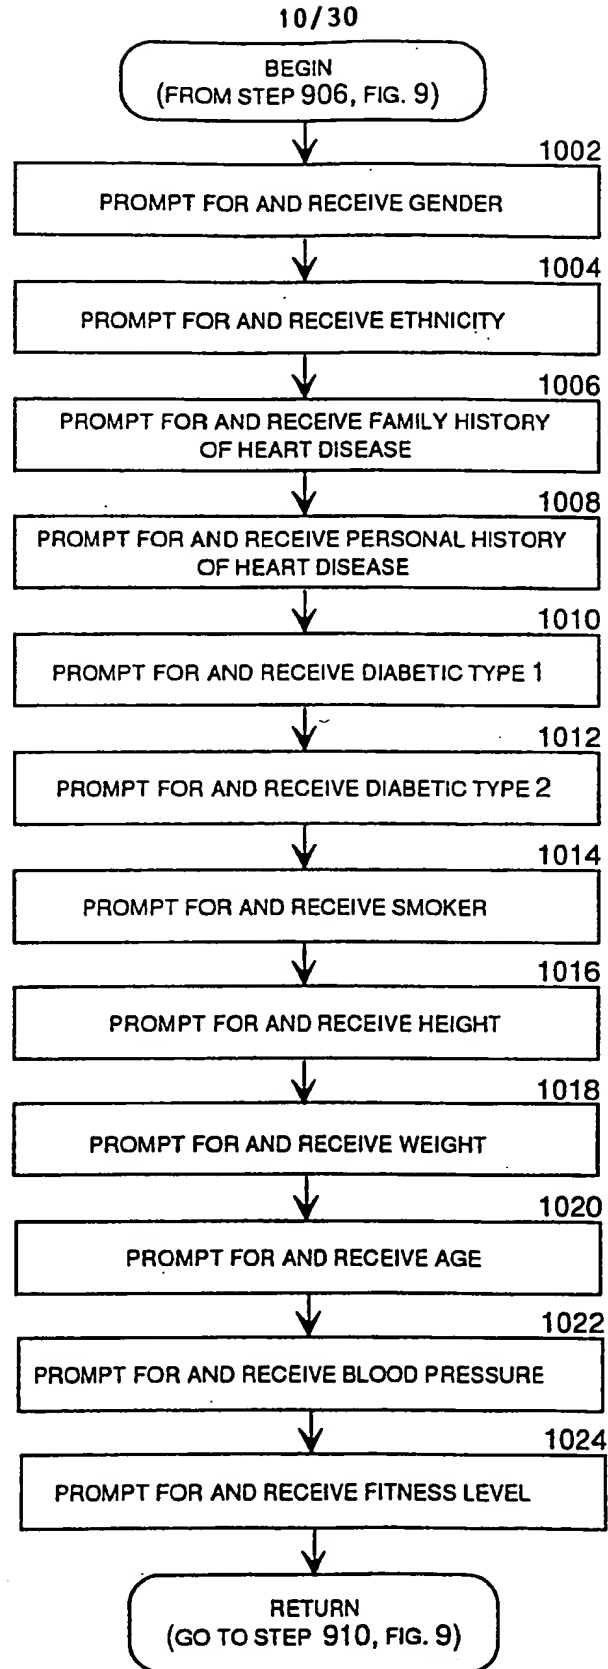 10/30
BEGIN
(FROM STEP 906, FIG. 9)
1002
PROMPT FOR AND RECEIVE GENDER
1004
PROMPT FOR AND RECEIVE ETHNICITY
1006
PROMPT FOR AND RECEIVE FAMILY HISTORY
OF HEART DISEASE
1008
PROMPT FOR AND RECEIVE PERSONAL HISTORY
OF HEART DISEASE
1010
PROMPT FOR AND RECEIVE DIABETIC TYPE 1
1012
PROMPT FOR AND RECEIVE DIABETIC TYPE 2
1014
PROMPT FOR AND RECEIVE SMOKER
1016
PROMPT FOR AND RECEIVE HEIGHT
1018
PROMPT FOR AND RECEIVE WEIGHT
1020
PROMPT FOR AND RECEIVE AGE
1022
PROMPT FOR AND RECEIVE BLOOD PRESSURE
1024
PROMPT FOR AND RECEIVE FITNESS LEVEL
RETURN
(GO TO STEP 910, FIG. 9)